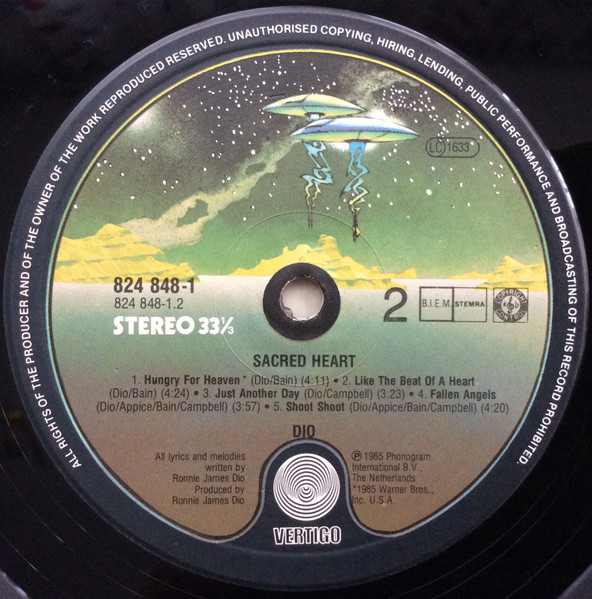 ALL RIGHTS OF THE PRODUCER AND OF THE OWNER OF THE WORK REPRODUCED RESERVED. UNAUTHORISED COPYING, HIRING, LENDING, PUBLIC PERFORMANCE AND BROADCASTING OF THIS RECORD PROHIBITED.
LC 1633
824 848-1
824 848-1.2
STEREO 33⅓
2
B.I.E.M. STEMRA
COPYRIGHT CONTROL
SACRED HEART
1. Hungry For Heaven* (Dio/Bain) (4:11) • 2. Like The Beat Of A Heart
(Dio/Bain) (4:24) • 3. Just Another Day (Dio/Campbell) (3:23) • 4. Fallen Angels
(Dio/Appice/Bain/Campbell) (3:57) • 5. Shoot Shoot (Dio/Appice/Bain/Campbell) (4:20)
DIO
All lyrics and melodies
written by
Ronnie James Dio
Produced by
Ronnie James Dio
℗ 1985 Phonogram
International B.V.,
The Netherlands
*1985 Warner Bros.,
Inc. U.S.A.
VERTIGO